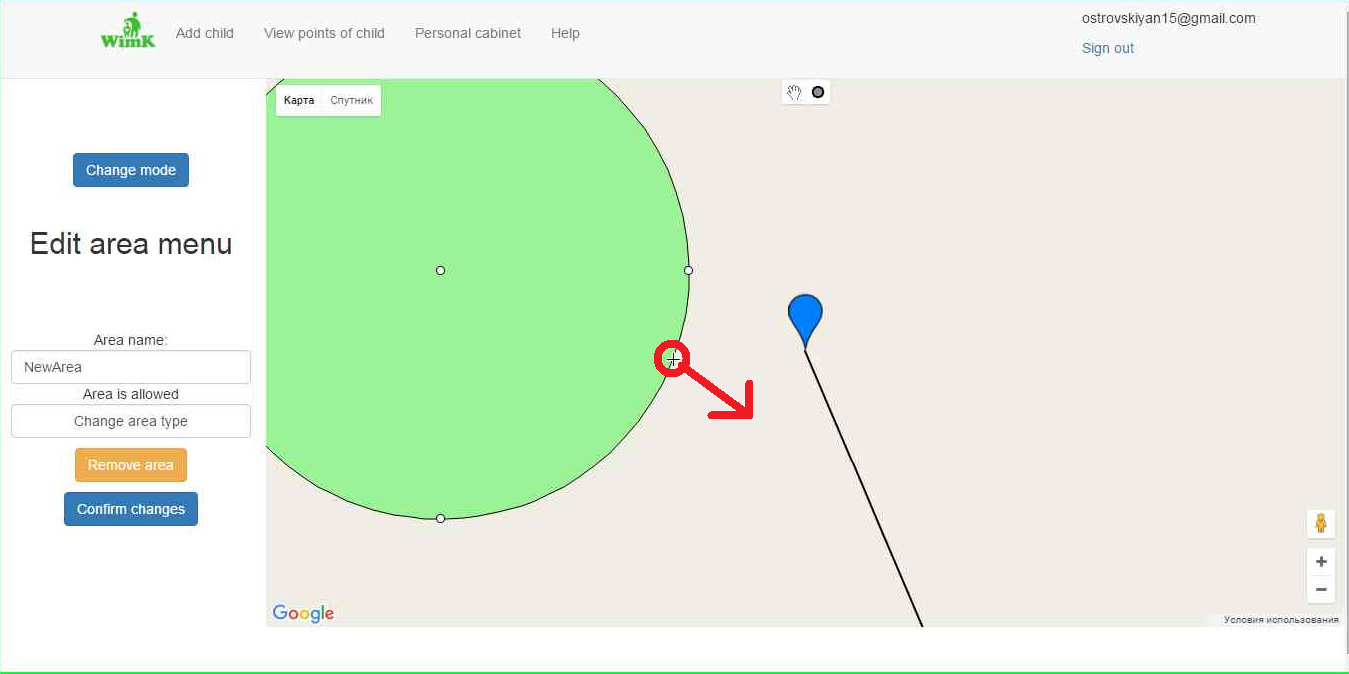 WimK
Add child
View points of child
Personal cabinet
Help
ostrovskiyan15@gmail.com
Sign out
Карта
Спутник
Change mode
Edit area menu
Area name:
NewArea
Area is allowed
Change area type
Remove area
Confirm changes
Google
Условия использования